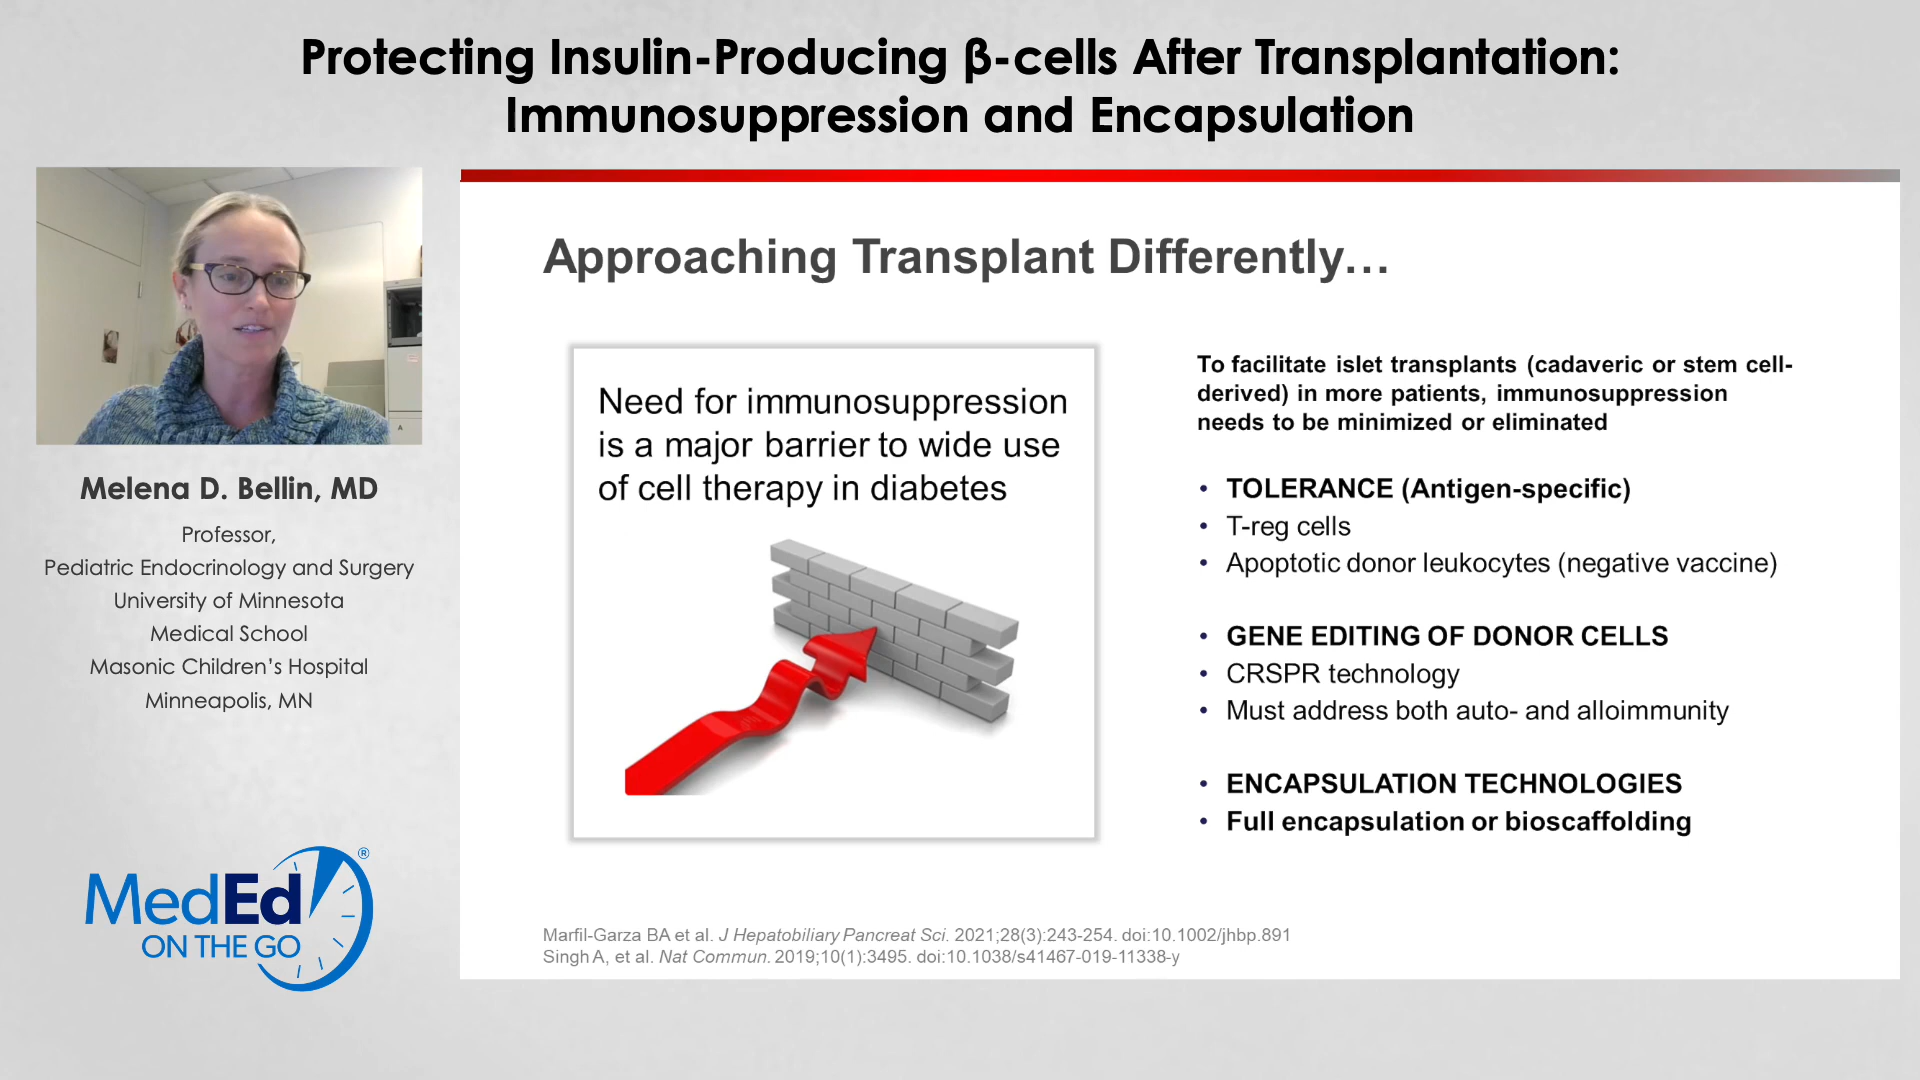 Protecting Insulin-Producing β-cells After Transplantation:
Immunosuppression and Encapsulation
Melena D. Bellin, MD
Professor,
Pediatric Endocrinology and Surgery
University of Minnesota
Medical School
Masonic Children's Hospital
Minneapolis, MN
MedEd®
ON THE GO
Approaching Transplant Differently…
Need for immunosuppression
is a major barrier to wide use
of cell therapy in diabetes
To facilitate islet transplants (cadaveric or stem cell-
derived) in more patients, immunosuppression
needs to be minimized or eliminated
• TOLERANCE (Antigen-specific)
• T-reg cells
• Apoptotic donor leukocytes (negative vaccine)
• GENE EDITING OF DONOR CELLS
• CRSPR technology
• Must address both auto- and alloimmunity
• ENCAPSULATION TECHNOLOGIES
• Full encapsulation or bioscaffolding
Marfil-Garza BA et al. J Hepatobiliary Pancreat Sci. 2021;28(3):243-254. doi:10.1002/jhbp.891
Singh A, et al. Nat Commun. 2019;10(1):3495. doi:10.1038/s41467-019-11338-y